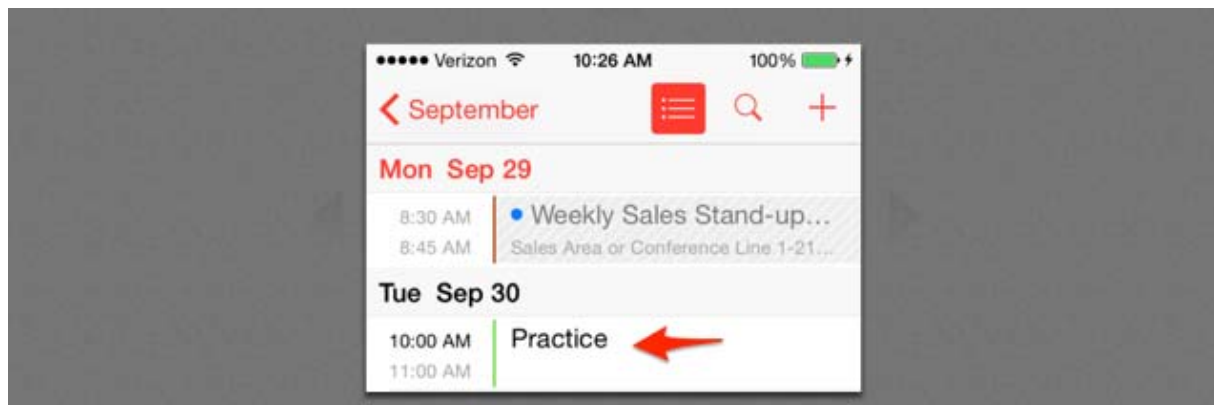 Verizon 10:26 AM 100%
September
Mon Sep 29
8:30 AM Weekly Sales Stand-up...
8:45 AM Sales Area or Conference Line 1-21...
Tue Sep 30
10:00 AM Practice
11:00 AM